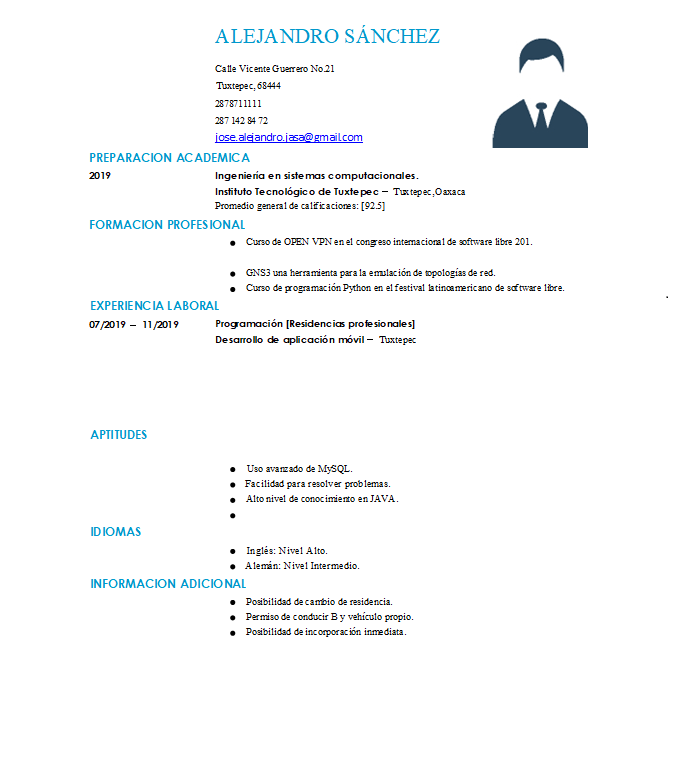 ALEJANDRO SÁNCHEZ
Calle Vicente Guerrero No.21
Tuxtepec, 68444
2878711111
287 142 84 72
jose.alejandro.jasa@gmail.com
PREPARACION ACADEMICA
2019 Ingeniería en sistemas computacionales.
Instituto Tecnológico de Tuxtepec – Tuxtepec,Oaxaca
Promedio general de calificaciones: [92.5]
FORMACION PROFESIONAL
● Curso de OPEN VPN en el congreso internacional de software libre 201.
● GNS3 una herramienta para la emulación de topologías de red.
● Curso de programación Python en el festival latinoamericano de software libre.
EXPERIENCIA LABORAL
07/2019 – 11/2019 Programación [Residencias profesionales]
Desarrollo de aplicación móvil – Tuxtepec
APTITUDES
● Uso avanzado de MySQL.
● Facilidad para resolver problemas.
● Alto nivel de conocimiento en JAVA.
●
IDIOMAS
● Inglés: Nivel Alto.
● Alemán: Nivel Intermedio.
INFORMACION ADICIONAL
● Posibilidad de cambio de residencia.
● Permiso de conducir B y vehículo propio.
● Posibilidad de incorporación inmediata.